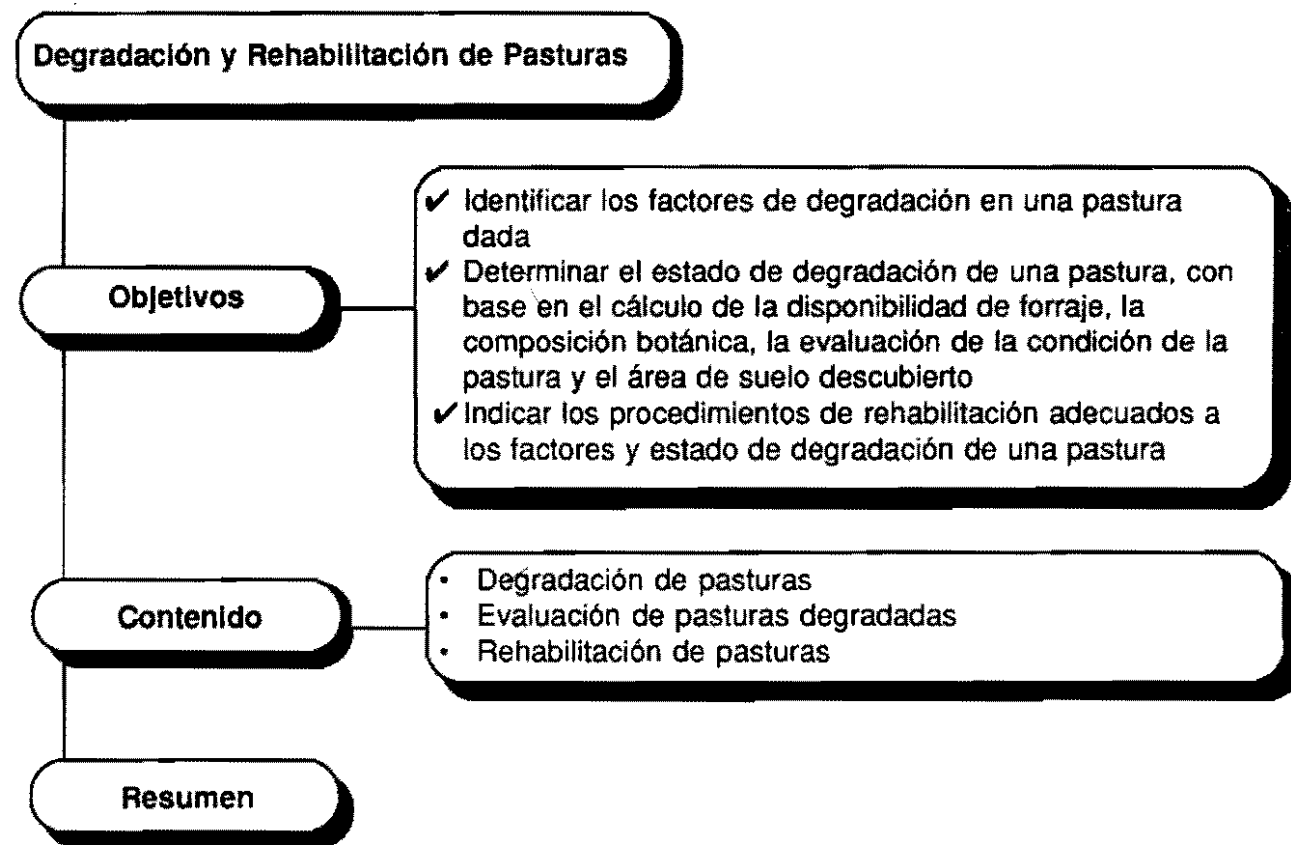 Degradación y Rehabilitación de Pasturas
✔ Identificar los factores de degradación en una pastura
dada
✔ Determinar el estado de degradación de una pastura, con
base en el cálculo de la disponibilidad de forraje, la
composición botánica, la evaluación de la condición de la
pastura y el área de suelo descubierto
✔ Indicar los procedimientos de rehabilitación adecuados a
los factores y estado de degradación de una pastura
Objetivos
Contenido
· Degradación de pasturas
· Evaluación de pasturas degradadas
· Rehabilitación de pasturas
Resumen